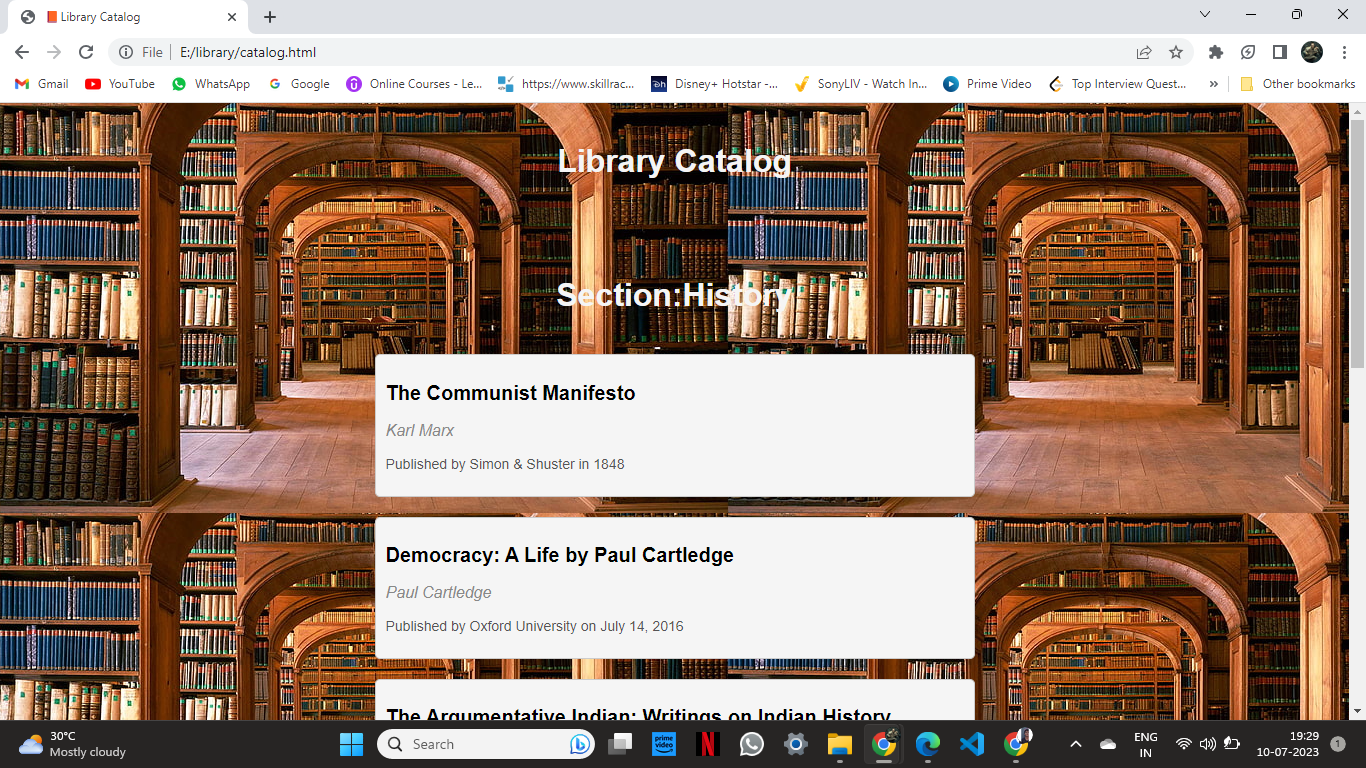 Library Catalog
File
E:/library/catalog.html
Gmail
YouTube
WhatsApp
Google
Online Courses - Le...
https://www.skillrac...
Disney+ Hotstar -...
SonyLIV - Watch In...
Prime Video
Top Interview Quest...
»
Other bookmarks
Library Catalog
Section:History
The Communist Manifesto
Karl Marx
Published by Simon & Shuster in 1848
Democracy: A Life by Paul Cartledge
Paul Cartledge
Published by Oxford University on July 14, 2016
The Argumentative Indian: Writings on Indian History
30°C
Mostly cloudy
Search
prime
video
ENG
IN
19:29
10-07-2023
1